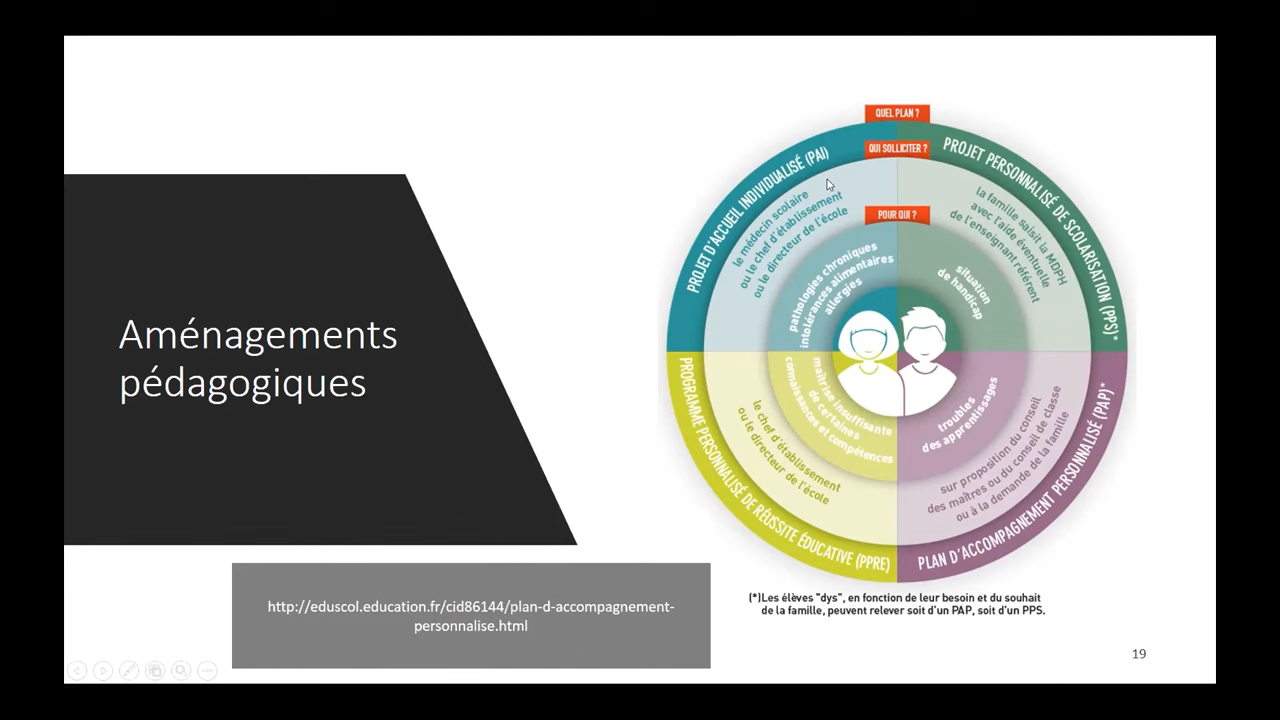 Aménagements
pédagogiques
http://eduscol.education.fr/cid86144/plan-d-accompagnement-
personnalise.html
QUEL PLAN ?
QUI SOLLICITER ?
POUR QUI ?
PROJET D'ACCUEIL INDIVIDUALISÉ (PAI)
le médecin scolaire
ou le chef d'établissement
ou le directeur de l'école
pathologies chroniques
intolérances alimentaires
allergies
PROJET PERSONNALISÉ DE SCOLARISATION (PPS)*
la famille saisit la MDPH
avec l'aide éventuelle
de l'enseignant référent
situation
de handicap
PROGRAMME PERSONNALISÉ DE RÉUSSITE ÉDUCATIVE (PPRE)
le chef d'établissement
ou le directeur de l'école
maîtrise insuffisante
de certaines
connaissances et compétences
PLAN D'ACCOMPAGNEMENT PERSONNALISÉ (PAP)*
sur proposition du conseil
des maîtres ou du conseil de classe
ou à la demande de la famille
troubles
des apprentissages
(*)Les élèves "dys", en fonction de leur besoin et du souhait
de la famille, peuvent relever soit d'un PAP, soit d'un PPS.
19